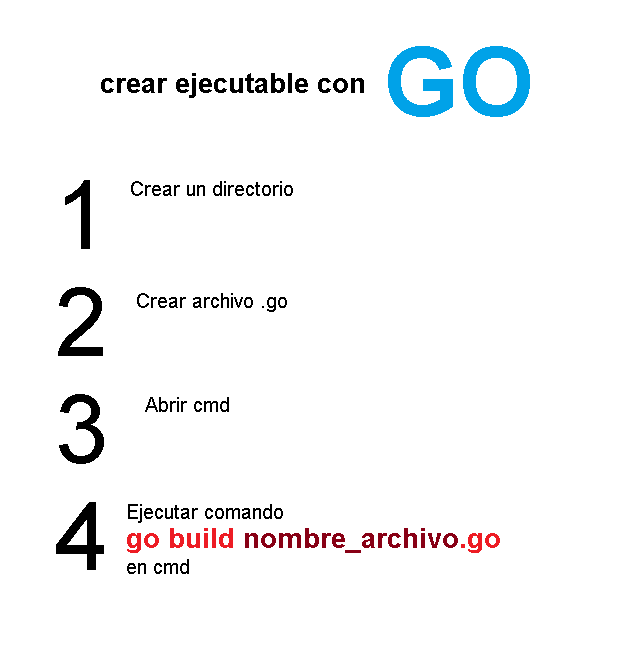 crear ejecutable con GO
1 Crear un directorio
2 Crear archivo .go
3 Abrir cmd
4 Ejecutar comando
go build nombre_archivo.go
en cmd